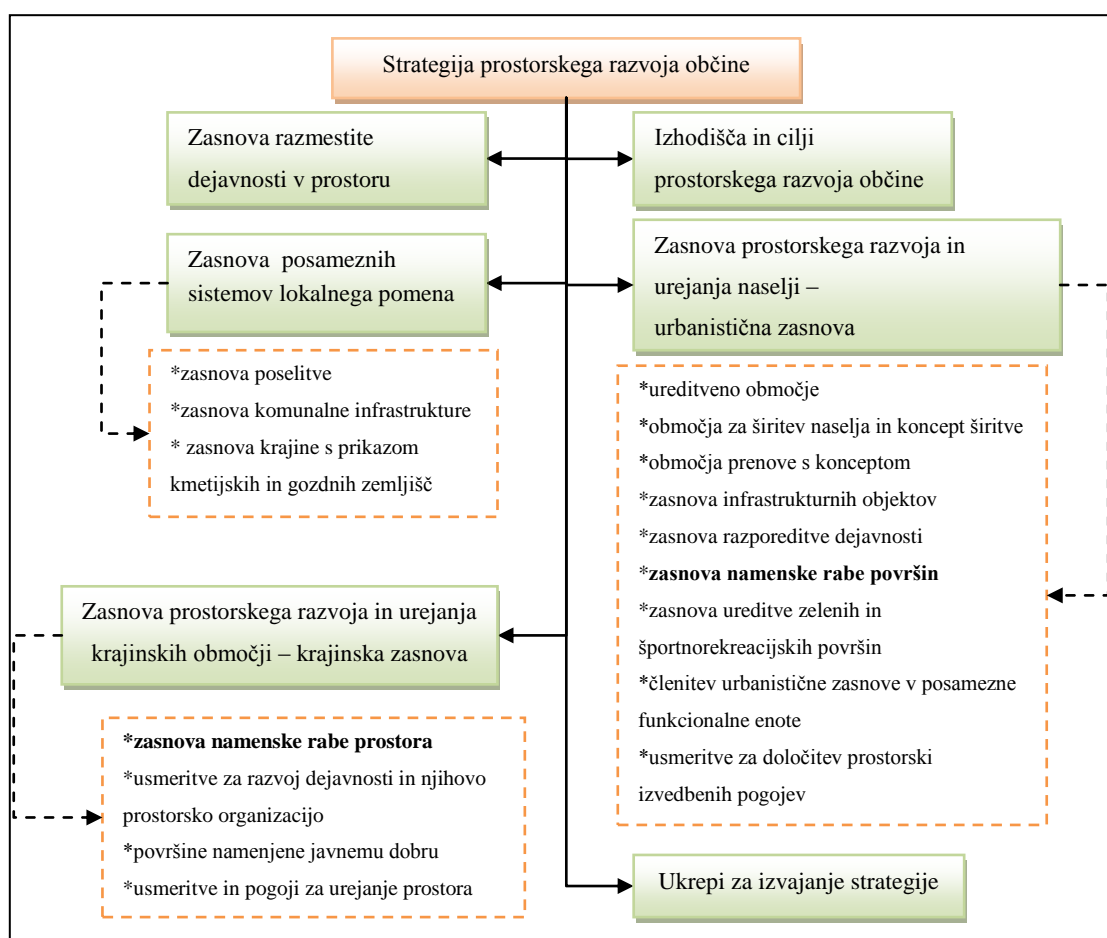 Strategija prostorskega razvoja občine
Zasnova razmestite
dejavnosti v prostoru
Izhodišča in cilji
prostorskega razvoja občine
Zasnova posameznih
sistemov lokalnega pomena
Zasnova prostorskega razvoja in
urejanja naselji –
urbanistična zasnova
*zasnova poselitve
*zasnova komunalne infrastrukture
* zasnova krajine s prikazom
kmetijskih in gozdnih zemljišč
*ureditveno območje
*območja za širitev naselja in koncept širitve
*območja prenove s konceptom
*zasnova infrastrukturnih objektov
*zasnova razporeditve dejavnosti
*zasnova namenske rabe površin
*zasnova ureditve zelenih in
športnorekreacijskih površin
*členitev urbanistične zasnove v posamezne
funkcionalne enote
*usmeritve za določitev prostorski
izvedbenih pogojev
Zasnova prostorskega razvoja in urejanja
krajinskih območji – krajinska zasnova
*zasnova namenske rabe prostora
*usmeritve za razvoj dejavnosti in njihovo
prostorsko organizacijo
*površine namenjene javnemu dobru
*usmeritve in pogoji za urejanje prostora
Ukrepi za izvajanje strategije